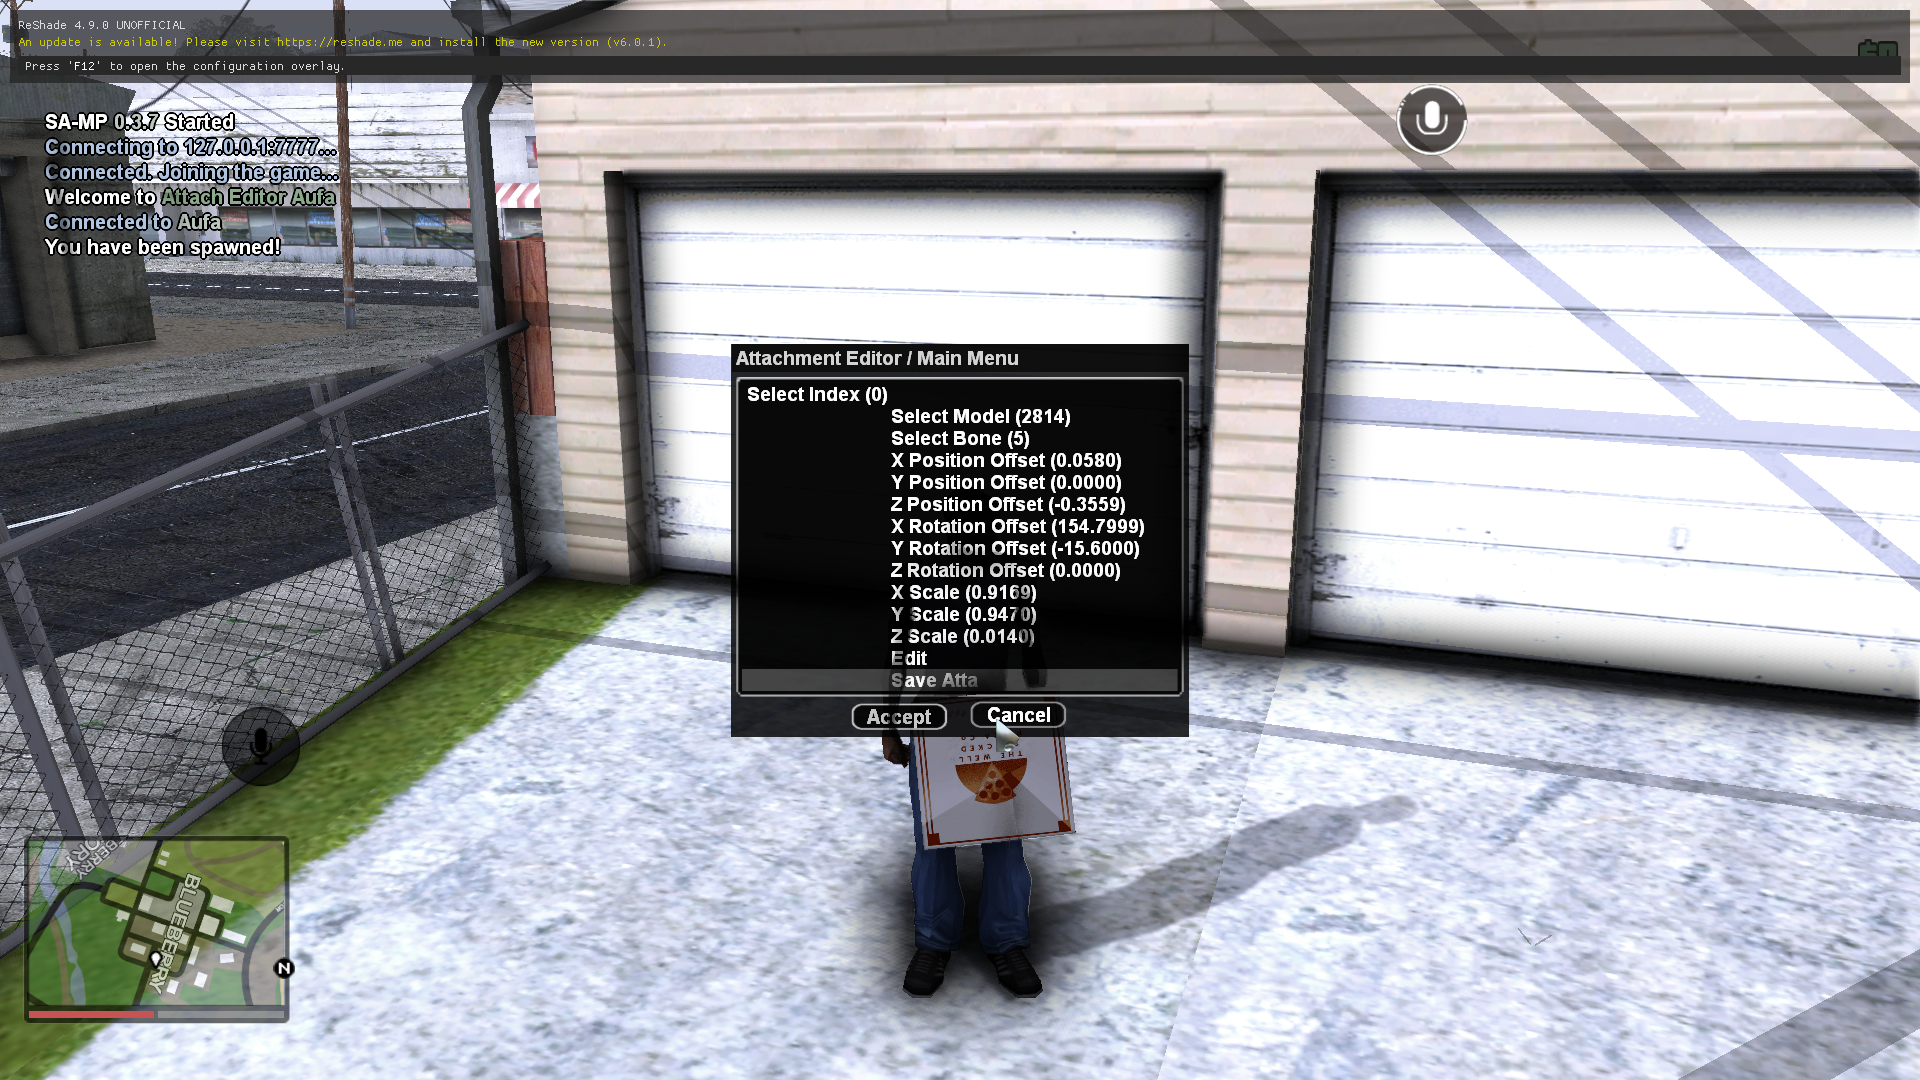 ReShade 4.9.0 UNOFFICIAL
An update is available! Please visit https://reshade.me and install the new version (v6.0.1).
Press 'F12' to open the configuration overlay.
SA-MP 0.3.7 Started
Connecting to 127.0.0.1:7777...
Connected. Joining the game...
Welcome to Attach Editor Aufa
Connected to Aufa
You have been spawned!
Attachment Editor / Main Menu
Select Index (0)
Select Model (2814)
Select Bone (5)
X Position Offset (0.0580)
Y Position Offset (0.0000)
Z Position Offset (-0.3559)
X Rotation Offset (154.7999)
Y Rotation Offset (-15.6000)
Z Rotation Offset (0.0000)
X Scale (0.9169)
Y Scale (0.9470)
Z Scale (0.0140)
Edit
Save Atta
Accept
Cancel
THE WELL
BLUEBERRY
N